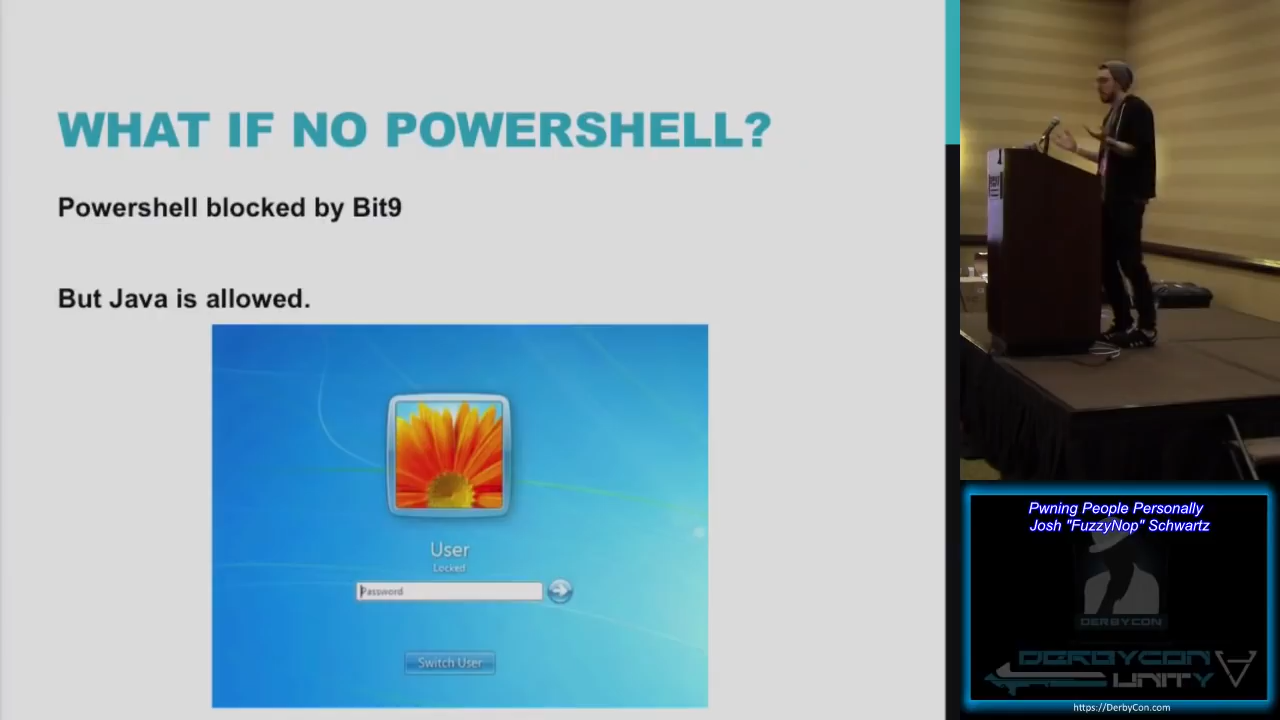 WHAT IF NO POWERSHELL?
Powershell blocked by Bit9
But Java is allowed.
User
Locked
Password
Switch User
Pwning People Personally
Josh "FuzzyNop" Schwartz
DERBYCON
DERBYCON
UNITY
https://DerbyCon.com